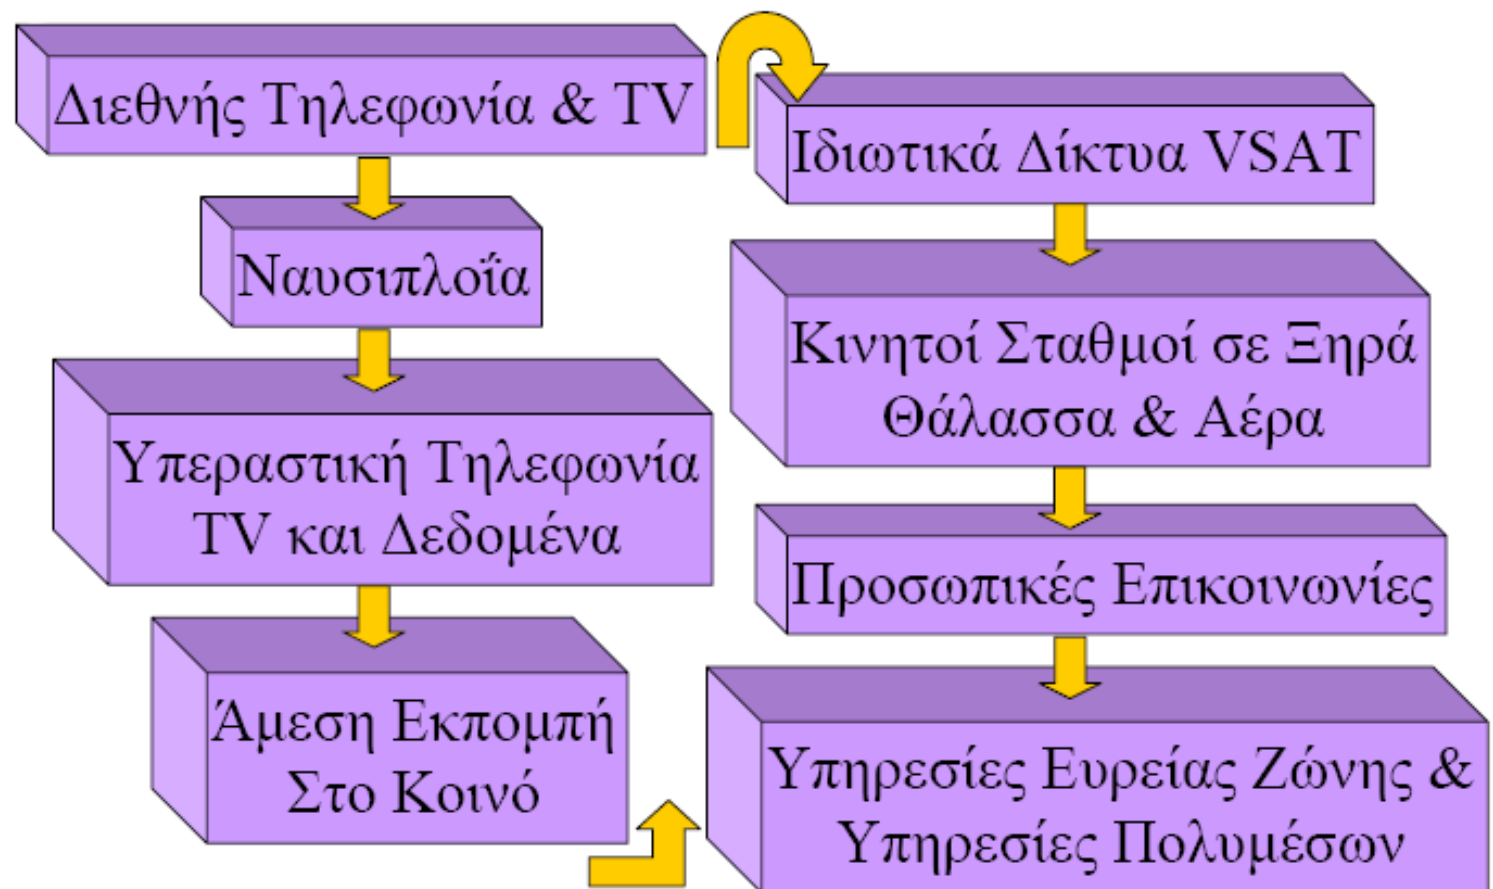 Διεθνής Τηλεφωνία & TV
Ναυσιπλοΐα
Υπεραστική Τηλεφωνία
TV και Δεδομένα
Άμεση Εκπομπή
Στο Κοινό
Ιδιωτικά Δίκτυα VSAT
Κινητοί Σταθμοί σε Ξηρά
Θάλασσα & Αέρα
Προσωπικές Επικοινωνίες
Υπηρεσίες Ευρείας Ζώνης &
Υπηρεσίες Πολυμέσων